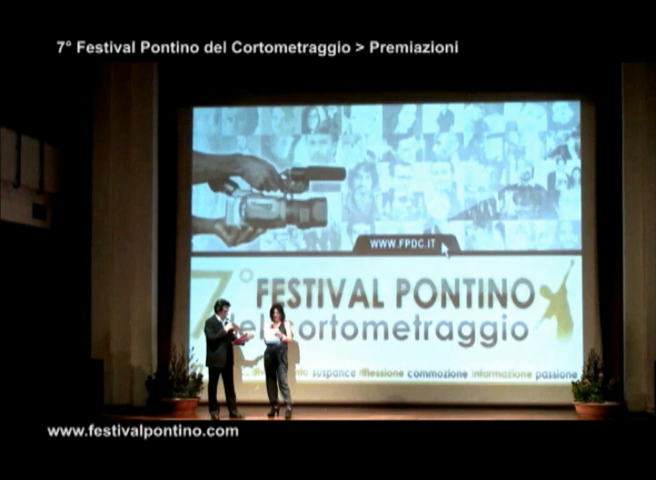 7° Festival Pontino del Cortometraggio > Premiazioni
WWW.FPDC.IT
7° FESTIVAL PONTINO
del cortometraggio
suspance riflessione commozione informazione passione
www.festivalpontino.com